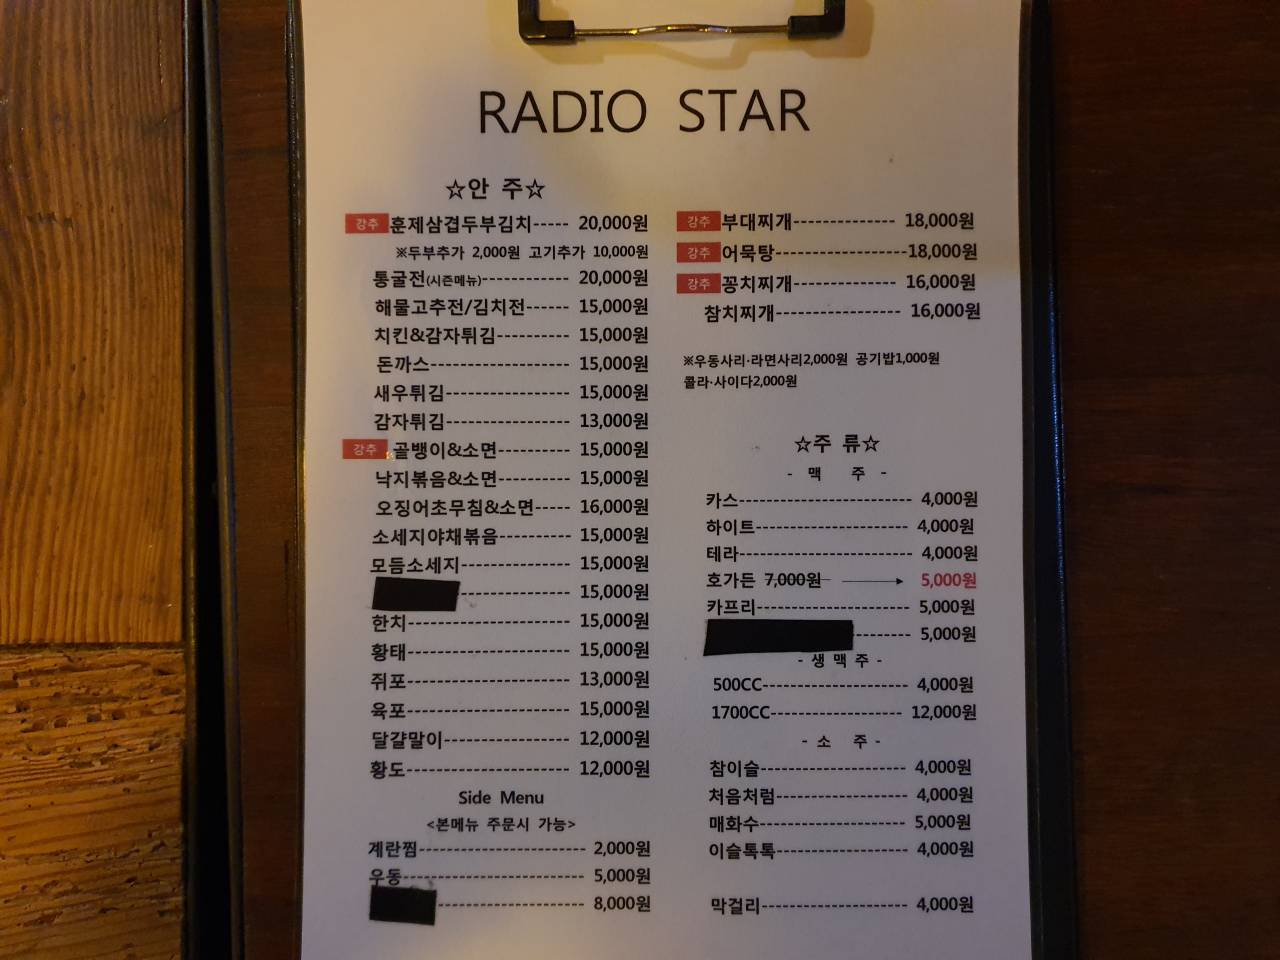 RADIO STAR
☆안 주☆
강추 훈제삼겹두부김치----- 20,000원
※두부추가 2,000원 고기추가 10,000원
통굴전(시즌메뉴)------------ 20,000원
해물고추전/김치전------ 15,000원
치킨&감자튀김---------- 15,000원
돈까스------------------- 15,000원
새우튀김----------------- 15,000원
감자튀김----------------- 13,000원
강추 골뱅이&소면---------- 15,000원
낙지볶음&소면---------- 15,000원
오징어초무침&소면----- 16,000원
소세지야채볶음---------- 15,000원
모듬소세지--------------- 15,000원
--------------- 15,000원
한치---------------------- 15,000원
황태---------------------- 15,000원
쥐포---------------------- 13,000원
육포---------------------- 15,000원
달걀말이----------------- 12,000원
황도---------------------- 12,000원
Side Menu
<본메뉴 주문시 가능>
계란찜----------------------- 2,000원
우동------------------------- 5,000원
------------------------ 8,000원
강추 부대찌개--------------- 18,000원
강추 어묵탕-------------------18,000원
강추 꽁치찌개---------------- 16,000원
참치찌개------------------ 16,000원
※우동사리·라면사리2,000원 공기밥1,000원
콜라·사이다2,000원
☆주 류☆
- 맥 주 -
카스------------------------- 4,000원
하이트----------------------- 4,000원
테라------------------------- 4,000원
호가든 7,000원 → 5,000원
카프리---------------------- 5,000원
-------- 5,000원
- 생 맥 주 -
500CC--------------------- 4,000원
1700CC------------------- 12,000원
- 소 주 -
참이슬--------------------- 4,000원
처음처럼------------------- 4,000원
매화수--------------------- 5,000원
이슬톡톡------------------- 4,000원
막걸리--------------------- 4,000원